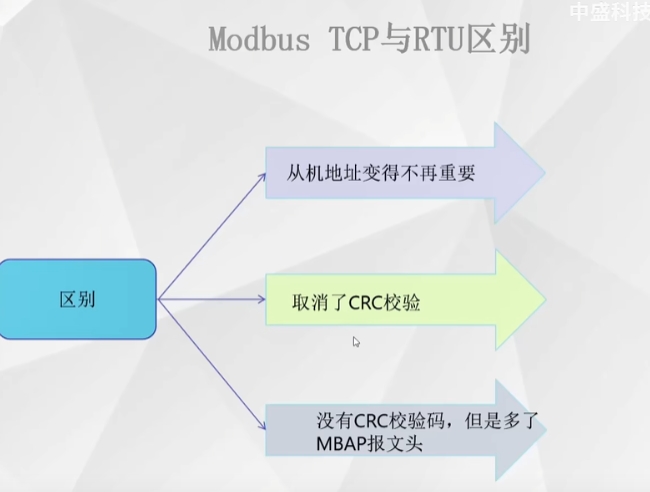 中盛科技
Modbus TCP与RTU区别
从机地址变得不再重要
区别
取消了CRC校验
没有CRC校验码，但是多了
MBAP报文头